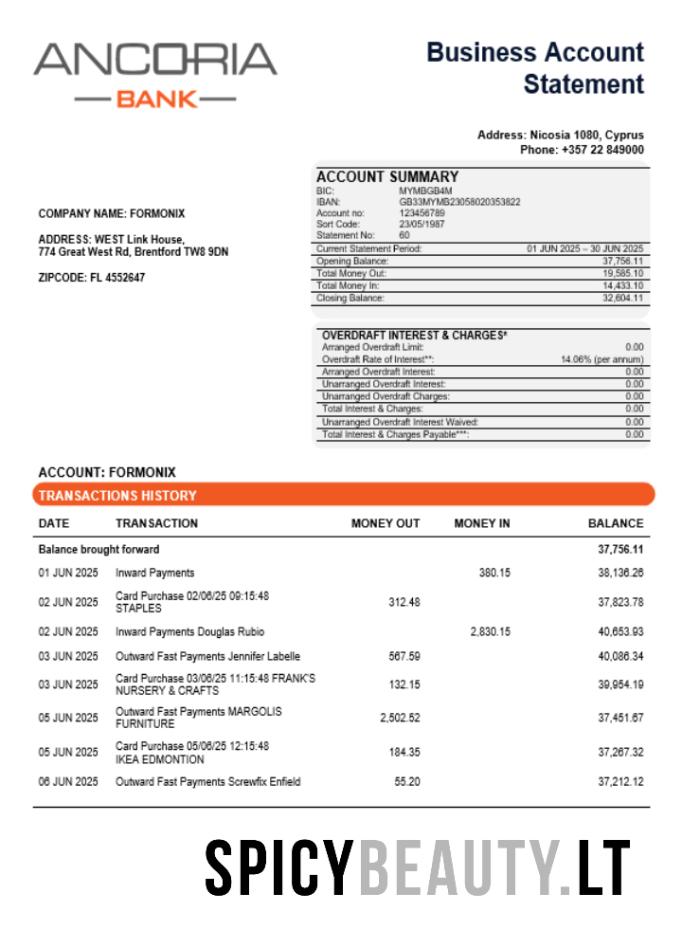 ANCORIA
BANK
Business Account
Statement
Address: Nicosia 1080, Cyprus
Phone: +357 22 849000
COMPANY NAME: FORMONIX
ADDRESS: WEST Link House,
774 Great West Rd, Brentford TW8 9DN
ZIPCODE: FL 4552647
ACCOUNT SUMMARY
BIC: MYMBGB4M
IBAN: GB33MYMB23058020353822
Account no: 123456789
Sort Code: 23/05/1987
Statement No: 60
Current Statement Period: 01 JUN 2025 – 30 JUN 2025
Opening Balance: 37,756.11
Total Money Out: 19,585.10
Total Money In: 14,433.10
Closing Balance: 32,604.11
OVERDRAFT INTEREST & CHARGES*
Arranged Overdraft Limit: 0.00
Overdraft Rate of Interest**: 14.06% (per annum)
Arranged Overdraft Interest: 0.00
Unarranged Overdraft Interest: 0.00
Unarranged Overdraft Charges: 0.00
Total Interest & Charges: 0.00
Unarranged Overdraft Interest Waived: 0.00
Total Interest & Charges Payable***: 0.00
ACCOUNT: FORMONIX
TRANSACTIONS HISTORY
DATE TRANSACTION MONEY OUT MONEY IN BALANCE
Balance brought forward 37,756.11
01 JUN 2025 Inward Payments 380.15 38,136.26
02 JUN 2025 Card Purchase 02/06/25 09:15:48 312.48 37,823.78
STAPLES
02 JUN 2025 Inward Payments Douglas Rubio 2,830.15 40,653.93
03 JUN 2025 Outward Fast Payments Jennifer Labelle 567.59 40,086.34
03 JUN 2025 Card Purchase 03/06/25 11:15:48 FRANK'S 132.15 39,954.19
NURSERY & CRAFTS
05 JUN 2025 Outward Fast Payments MARGOLIS 2,502.52 37,451.67
FURNITURE
05 JUN 2025 Card Purchase 05/06/25 12:15:48 184.35 37,267.32
IKEA EDMONTION
06 JUN 2025 Outward Fast Payments Screwfix Enfield 55.20 37,212.12
SPICYBEAUTY.LT